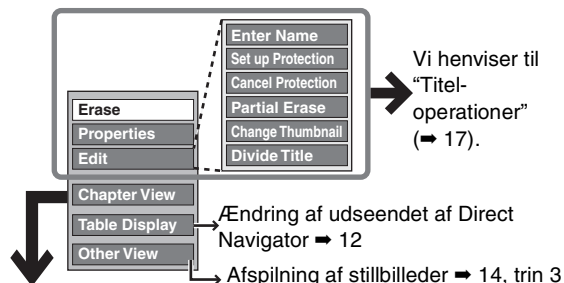 Enter Name
Set up Protection
Cancel Protection
Partial Erase
Change Thumbnail
Divide Title
Vi henviser til
“Titel-
operationer”
(➡ 17).
Erase
Properties
Edit
Chapter View
Table Display
Other View
Ændring af udseendet af Direct
Navigator ➡ 12
Afspilning af stillbilleder ➡ 14, trin 3